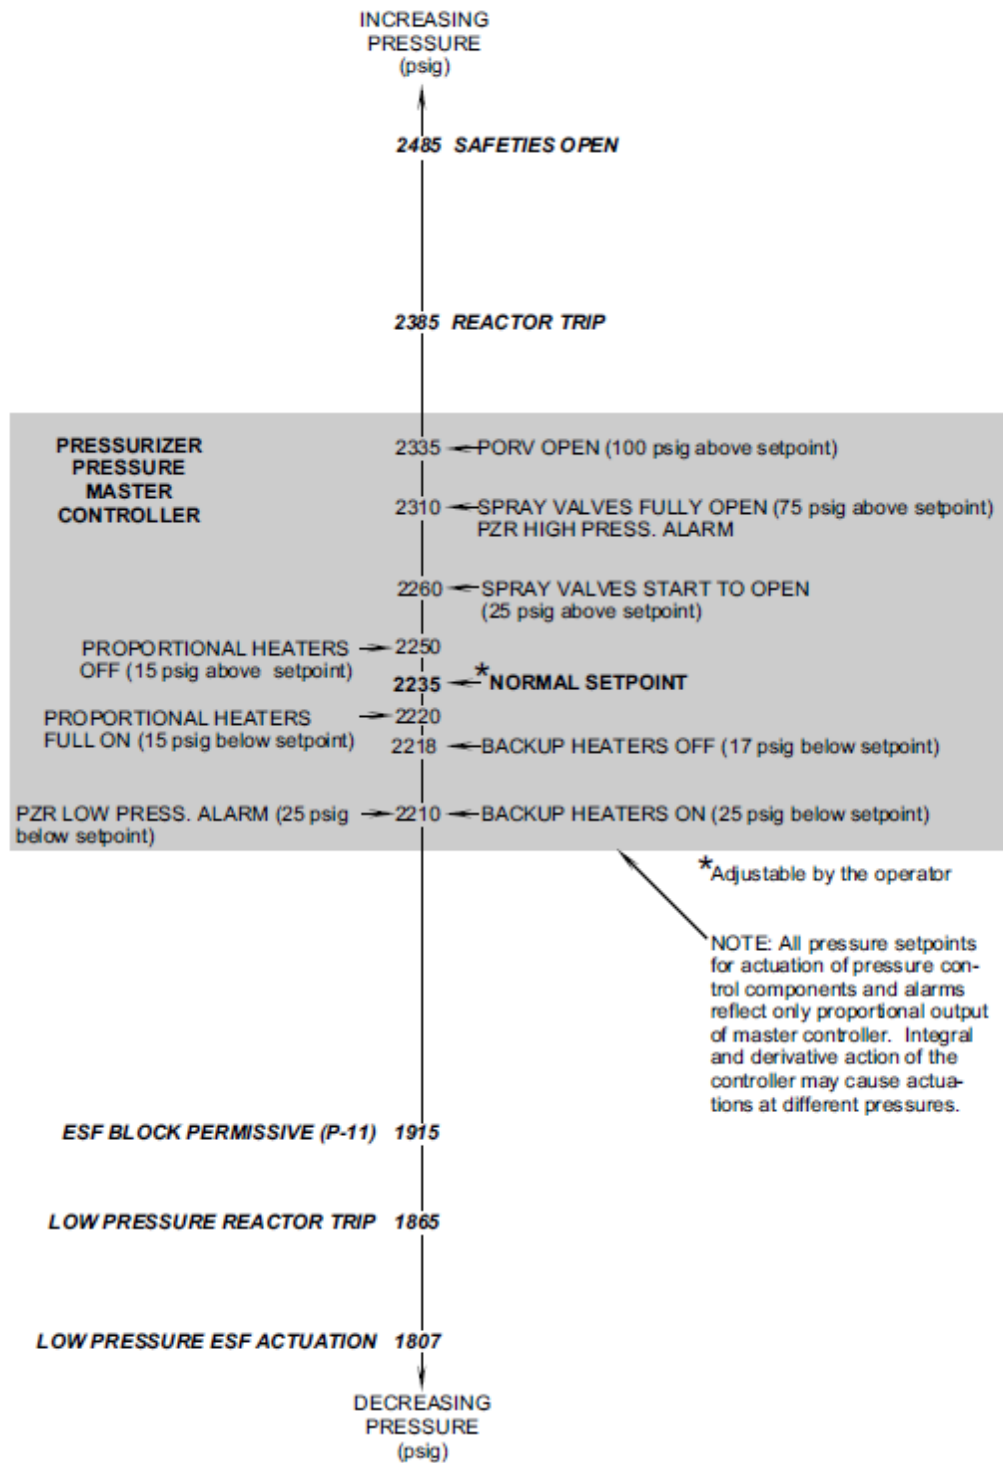 INCREASING
PRESSURE
(psig)
2485 SAFETIES OPEN
2385 REACTOR TRIP
PRESSURIZER
PRESSURE
MASTER
CONTROLLER
2335 PORV OPEN (100 psig above setpoint)
2310 SPRAY VALVES FULLY OPEN (75 psig above setpoint)
PZR HIGH PRESS. ALARM
2260 SPRAY VALVES START TO OPEN
(25 psig above setpoint)
PROPORTIONAL HEATERS 2250
OFF (15 psig above setpoint)
2235 *NORMAL SETPOINT
PROPORTIONAL HEATERS 2220
FULL ON (15 psig below setpoint)
2218 BACKUP HEATERS OFF (17 psig below setpoint)
PZR LOW PRESS. ALARM (25 psig 2210 BACKUP HEATERS ON (25 psig below setpoint)
below setpoint)
*Adjustable by the operator
NOTE: All pressure setpoints
for actuation of pressure con-
trol components and alarms
reflect only proportional output
of master controller. Integral
and derivative action of the
controller may cause actua-
tions at different pressures.
ESF BLOCK PERMISSIVE (P-11) 1915
LOW PRESSURE REACTOR TRIP 1865
LOW PRESSURE ESF ACTUATION 1807
DECREASING
PRESSURE
(psig)